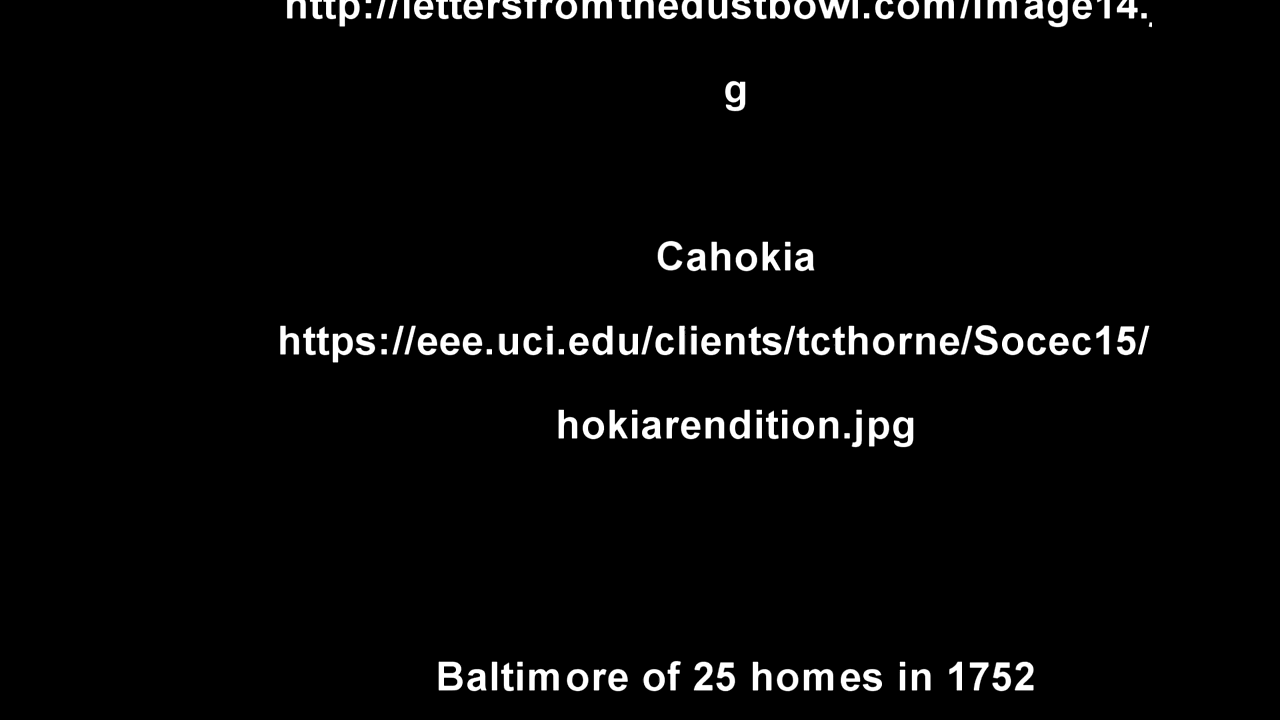 http://lettersfromthedustbowl.com/Image14.
g
Cahokia
https://eee.uci.edu/clients/tcthorne/Socec15/
hokiarendition.jpg
Baltimore of 25 homes in 1752